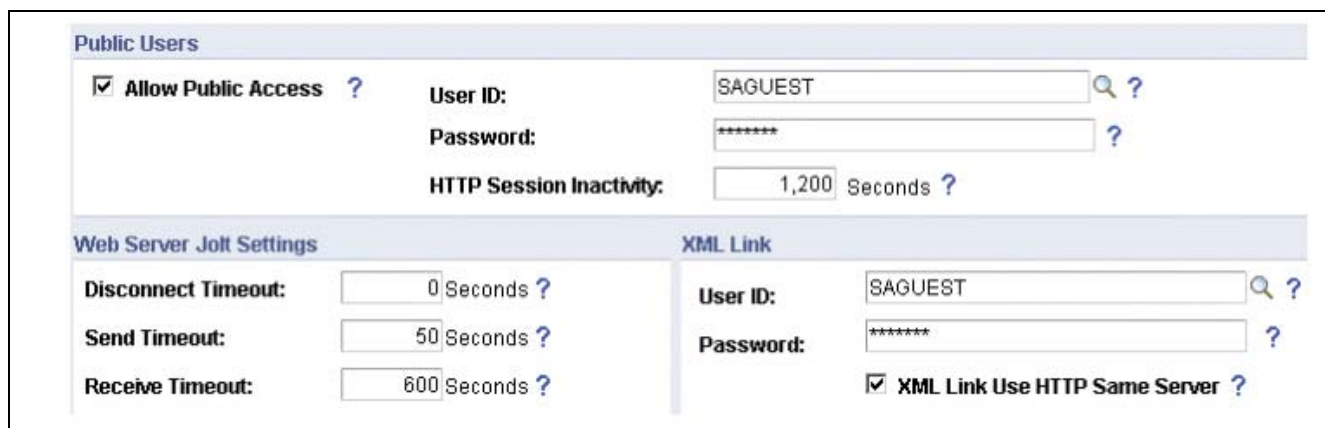 Public Users
Allow Public Access ? User ID: SAGUEST ?
Password: ******* ?
HTTP Session Inactivity: 1,200 Seconds ?
Web Server Jolt Settings XML Link
Disconnect Timeout: 0 Seconds ? User ID: SAGUEST ?
Send Timeout: 50 Seconds ? Password: ******* ?
Receive Timeout: 600 Seconds ? XML Link Use HTTP Same Server ?